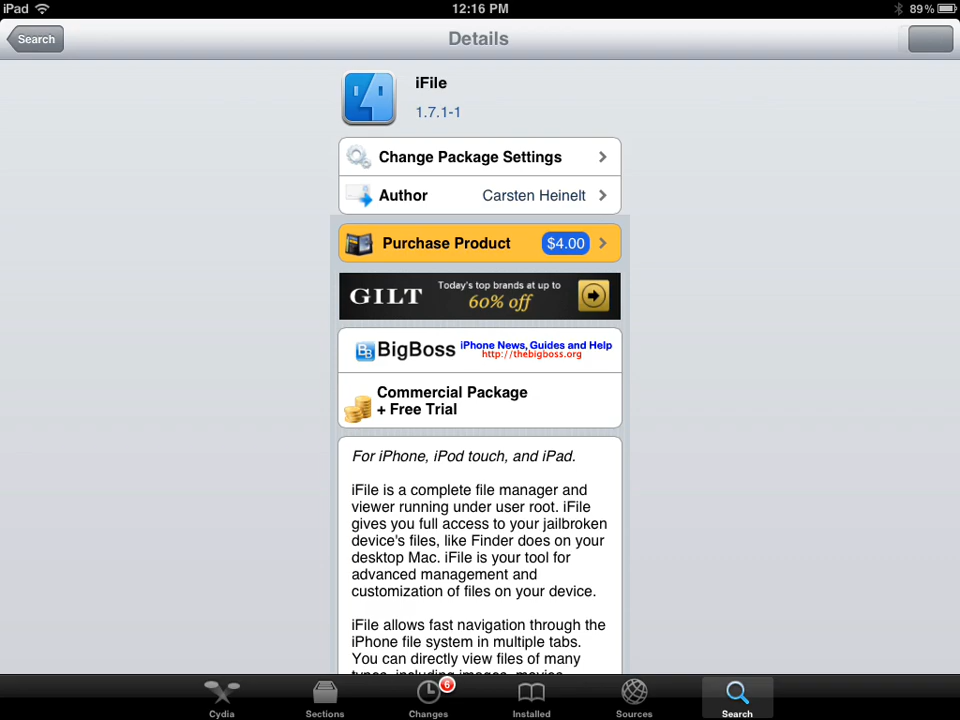 iPad 12:16 PM 89%
Search Details
iFile
1.7.1-1
Change Package Settings
Author Carsten Heinelt
Purchase Product $4.00
GILT Today's top brands at up to
60% off
BigBoss iPhone News, Guides and Help
http://thebigboss.org
Commercial Package
+ Free Trial
For iPhone, iPod touch, and iPad.
iFile is a complete file manager and
viewer running under user root. iFile
gives you full access to your jailbroken
device's files, like Finder does on your
desktop Mac. iFile is your tool for
advanced management and
customization of files on your device.
iFile allows fast navigation through the
iPhone file system in multiple tabs.
You can directly view files of many
types, including images, movies,
6
Cydia Sections Changes Installed Sources Search